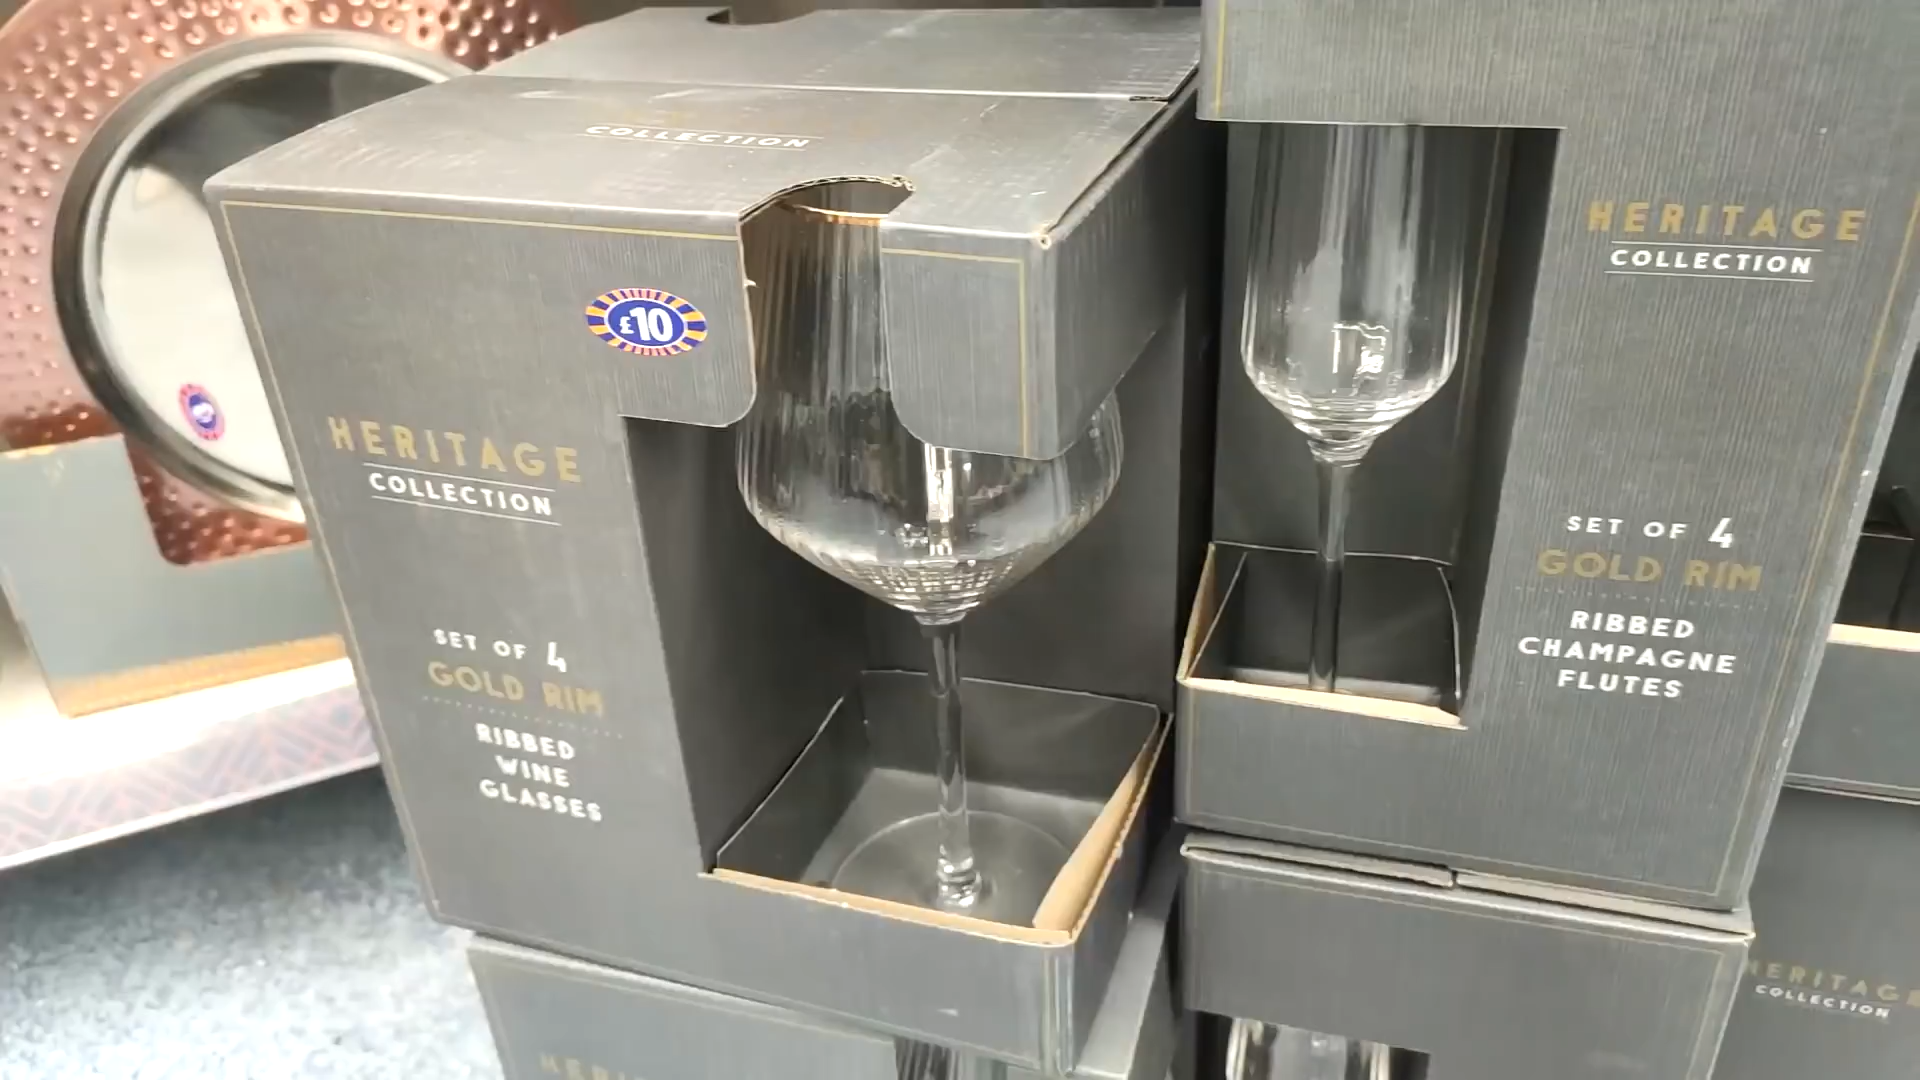 COLLECTION
£10
HERITAGE
COLLECTION
SET OF 4
GOLD RIM
RIBBED
WINE
GLASSES
HERITAGE
COLLECTION
SET OF 4
GOLD RIM
RIBBED
CHAMPAGNE
FLUTES
HERITAGE
COLLECTION